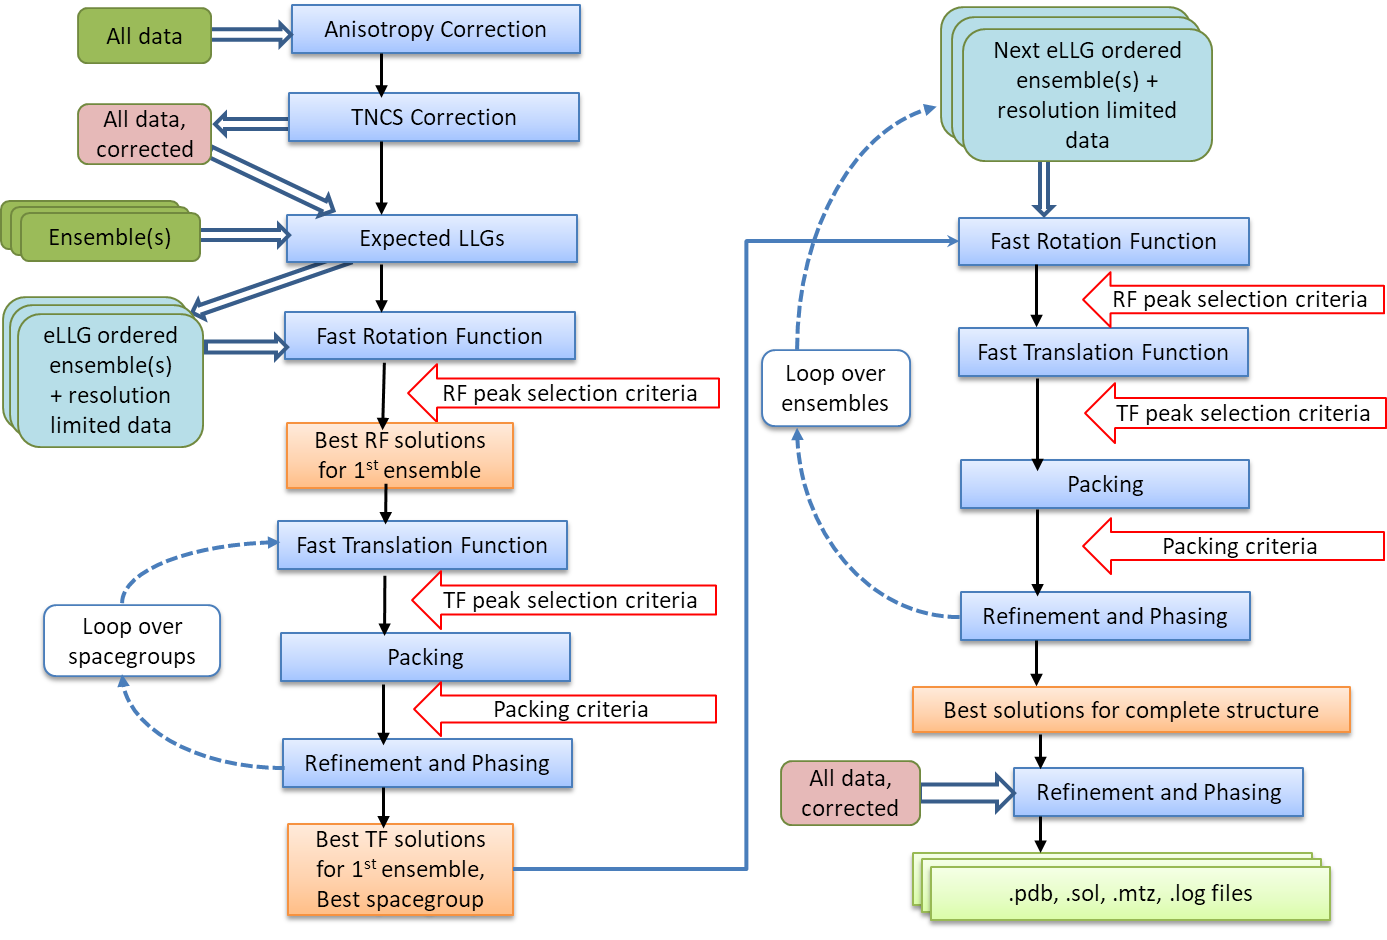 All data
Anisotropy Correction
TNCS Correction
All data,
corrected
Ensemble(s)
Expected LLGs
eLLG ordered
ensemble(s)
+ resolution
limited data
Fast Rotation Function
RF peak selection criteria
Best RF solutions
for 1st ensemble
Fast Translation Function
TF peak selection criteria
Loop over
spacegroups
Packing
Packing criteria
Refinement and Phasing
Best TF solutions
for 1st ensemble,
Best spacegroup
Next eLLG ordered
ensemble(s) +
resolution limited
data
Fast Rotation Function
RF peak selection criteria
Fast Translation Function
Loop over
ensembles
TF peak selection criteria
Packing
Packing criteria
Refinement and Phasing
Best solutions for complete structure
All data,
corrected
Refinement and Phasing
.pdb, .sol, .mtz, .log files